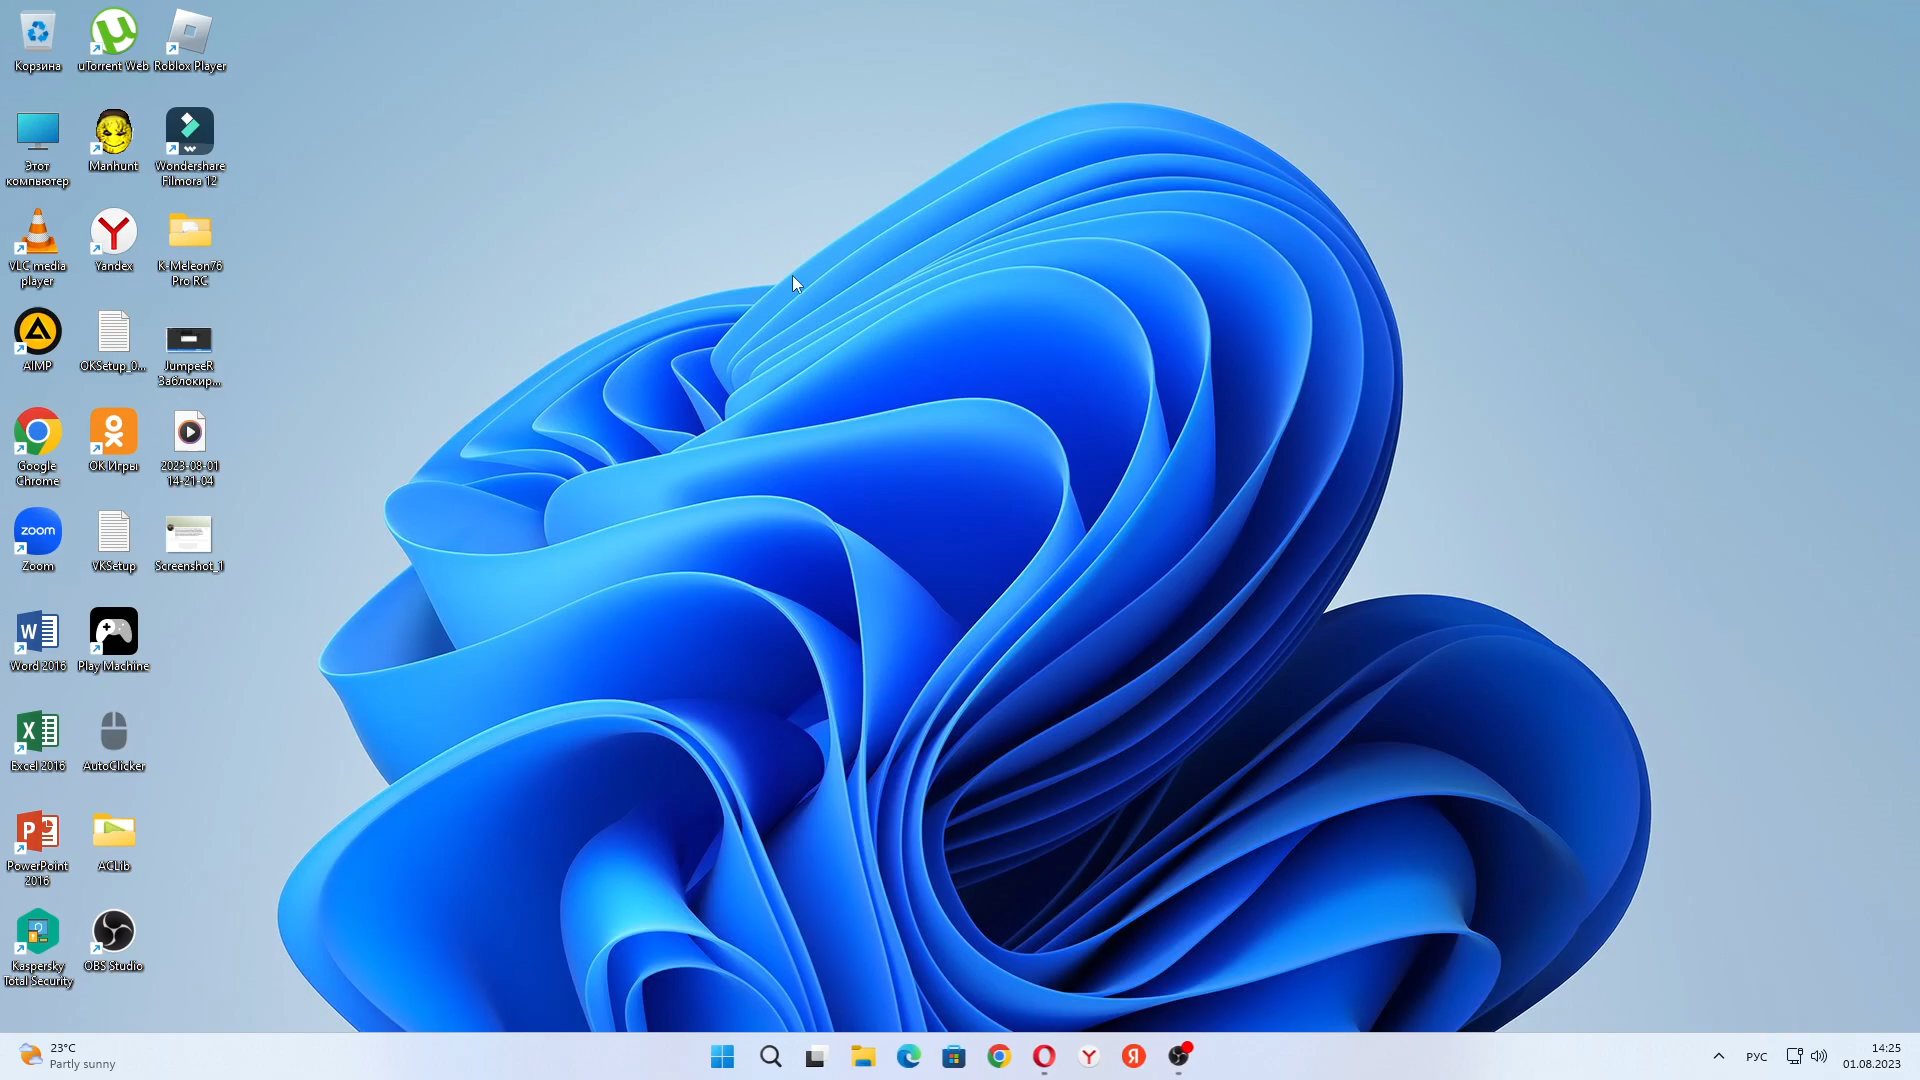 Корзина
uTorrent Web
Roblox Player
Этот
компьютер
Manhunt
Wondershare
Filmora 12
VLC media
player
Yandex
K-Meleon76
Pro RC
AIMP
OKSetup_0...
JumpeeR
Заблокир...
Google
Chrome
ОК Игры
2023-08-01
14-21-04
zoom
Zoom
VKSetup
Screenshot_1
Word 2016
Play Machine
Excel 2016
AutoClicker
PowerPoint
2016
ACLib
Kaspersky
Total Security
OBS Studio
23°C
Partly sunny
РУС
14:25
01.08.2023